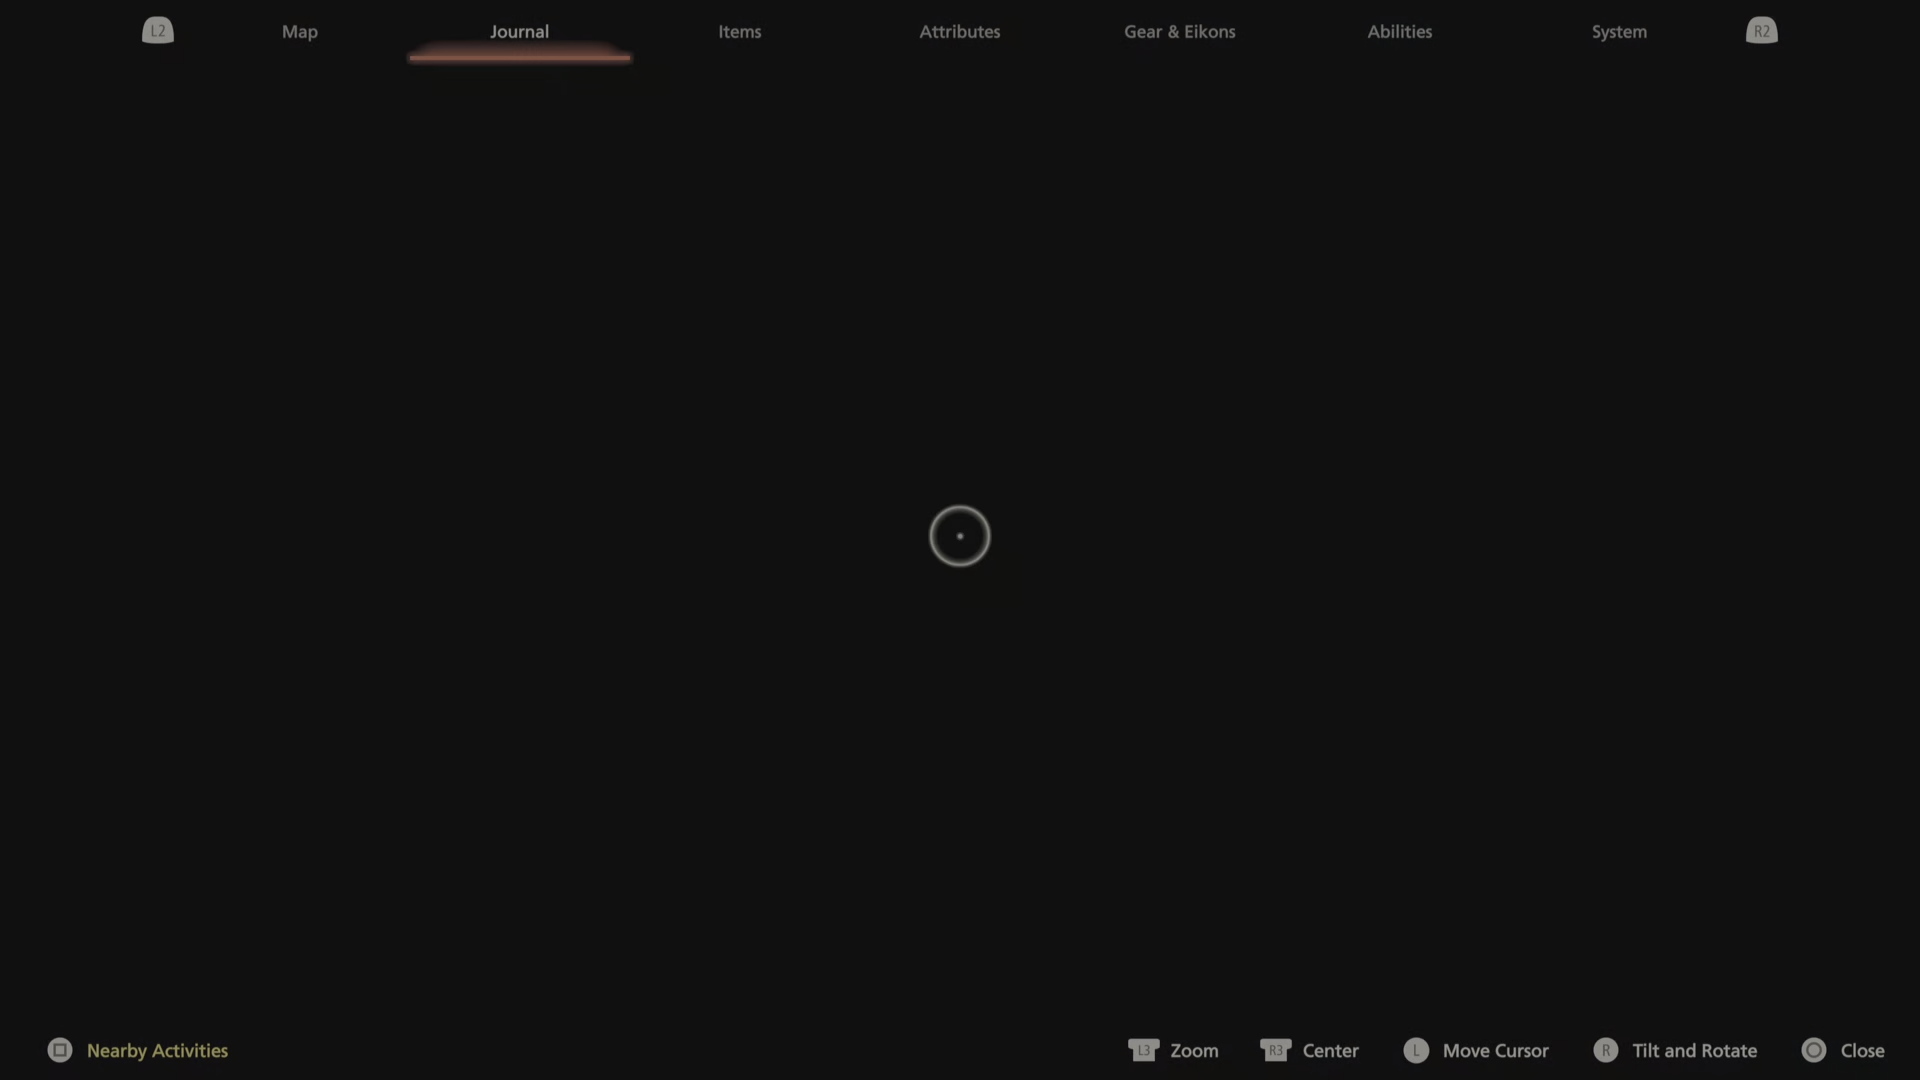 L2 Map Journal Items Attributes Gear & Eikons Abilities System R2
Nearby Activities L3 Zoom R3 Center L Move Cursor R Tilt and Rotate Close